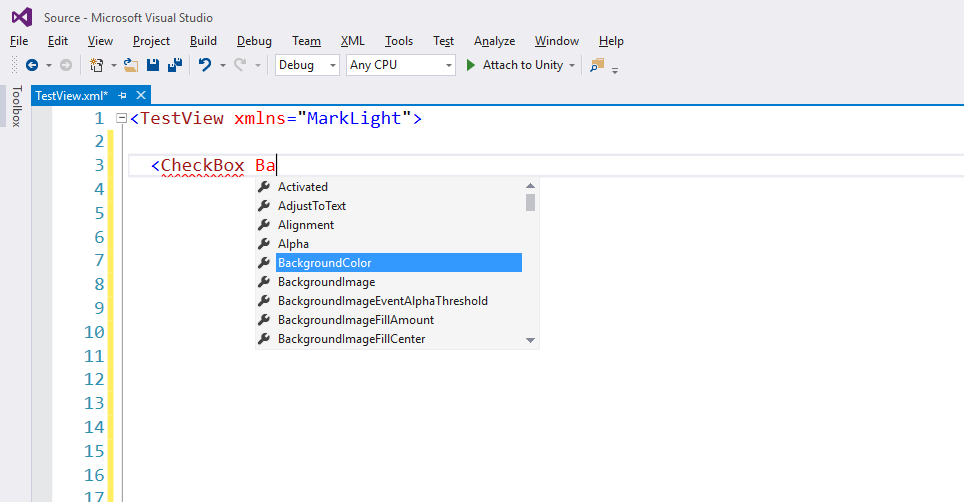 Source - Microsoft Visual Studio
File Edit View Project Build Debug Team XML Tools Test Analyze Window Help
Debug Any CPU Attach to Unity
Toolbox
TestView.xml*
1 <TestView xmlns="MarkLight">
2
3 <CheckBox Ba
4 Activated
5 AdjustToText
Alignment
6 Alpha
7 BackgroundColor
8 BackgroundImage
9 BackgroundImageEventAlphaThreshold
10 BackgroundImageFillAmount
BackgroundImageFillCenter
11
12
13
14
15
16
17